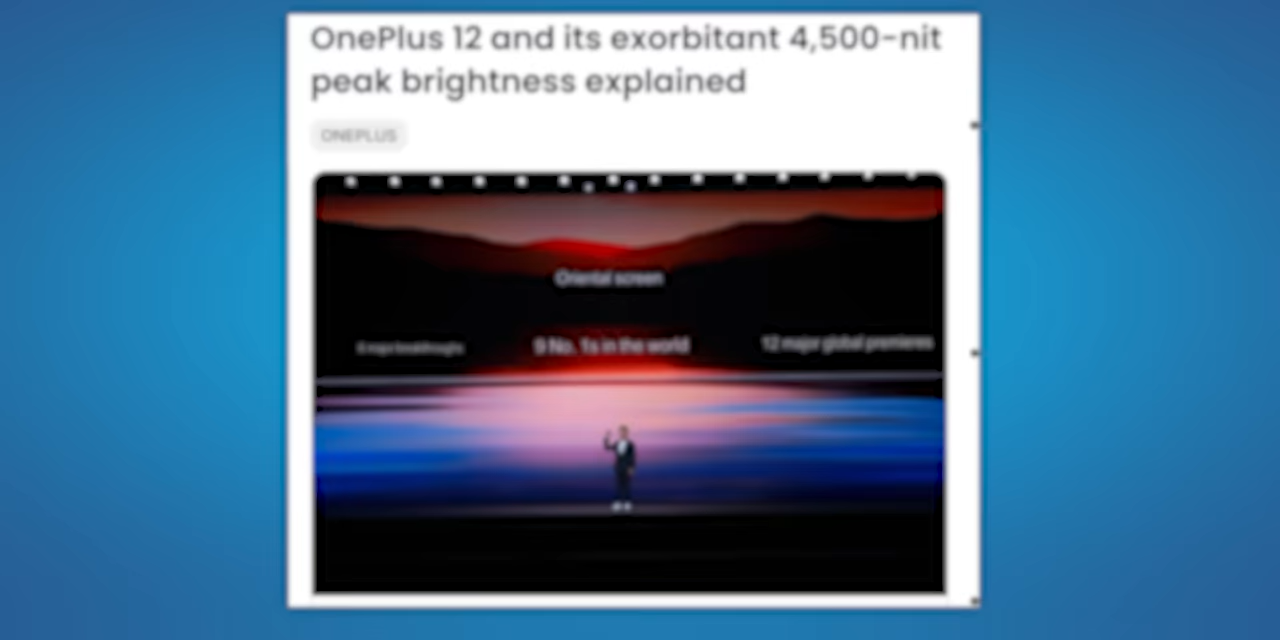 OnePlus 12 and its exorbitant 4,500-nit
peak brightness explained
ONEPLUS
Oriental screen
9 No. 1s in the world
12 major global premieres